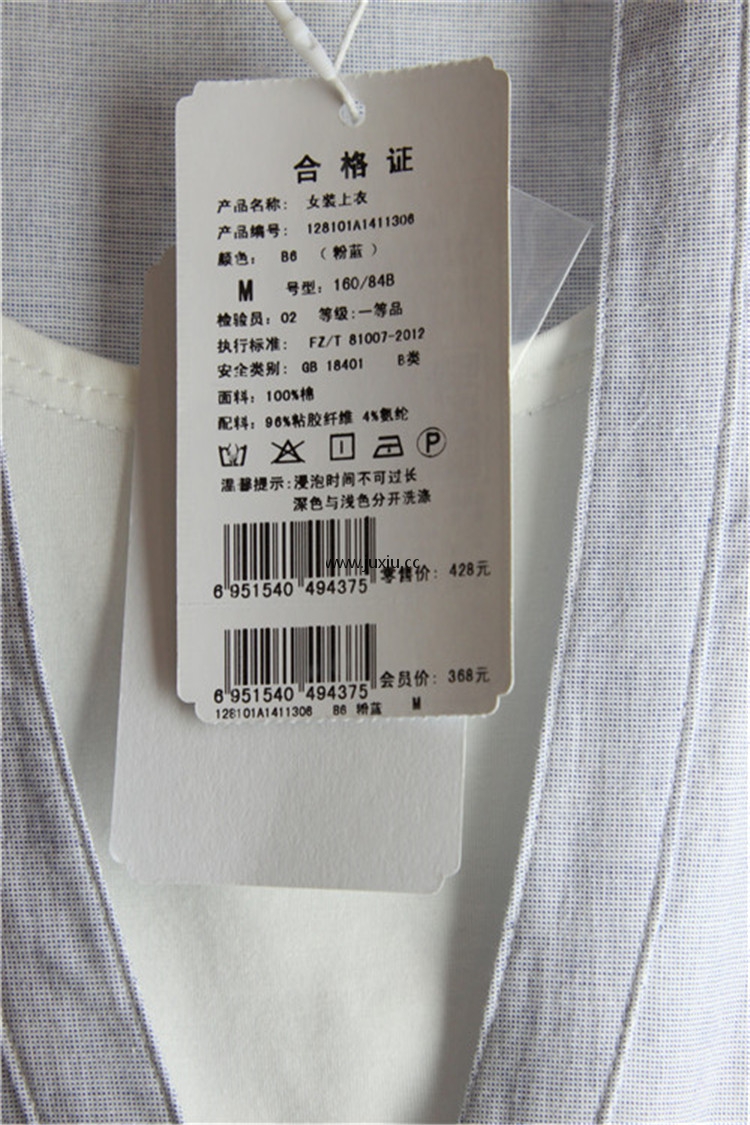 合格证
产品名称: 女装上衣
产品编号: 128101A1411306
颜色: B6 （粉蓝）
M 号型: 160/84B
检验员: 02 等级:一等品
执行标准: FZ/T 81007-2012
安全类别: GB 18401 B类
面料: 100%棉
配料: 96%粘胶纤维 4%氨纶
P
温馨提示:浸泡时间不可过长
深色与浅色分开洗涤
www.juxiu.cc
6 951540 494375 零售价: 428元
6 951540 494375 会员价: 368元
128101A1411306 B6 粉蓝 M